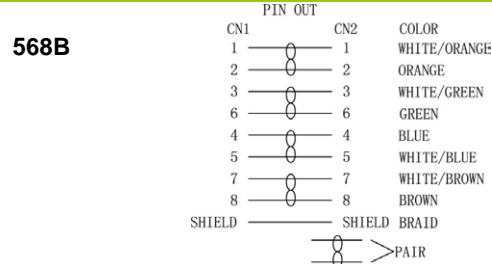 PIN OUT
CN1 CN2 COLOR
568B
1 1 WHITE/ORANGE
2 2 ORANGE
3 3 WHITE/GREEN
6 6 GREEN
4 4 BLUE
5 5 WHITE/BLUE
7 7 WHITE/BROWN
8 8 BROWN
SHIELD SHIELD BRAID
PAIR